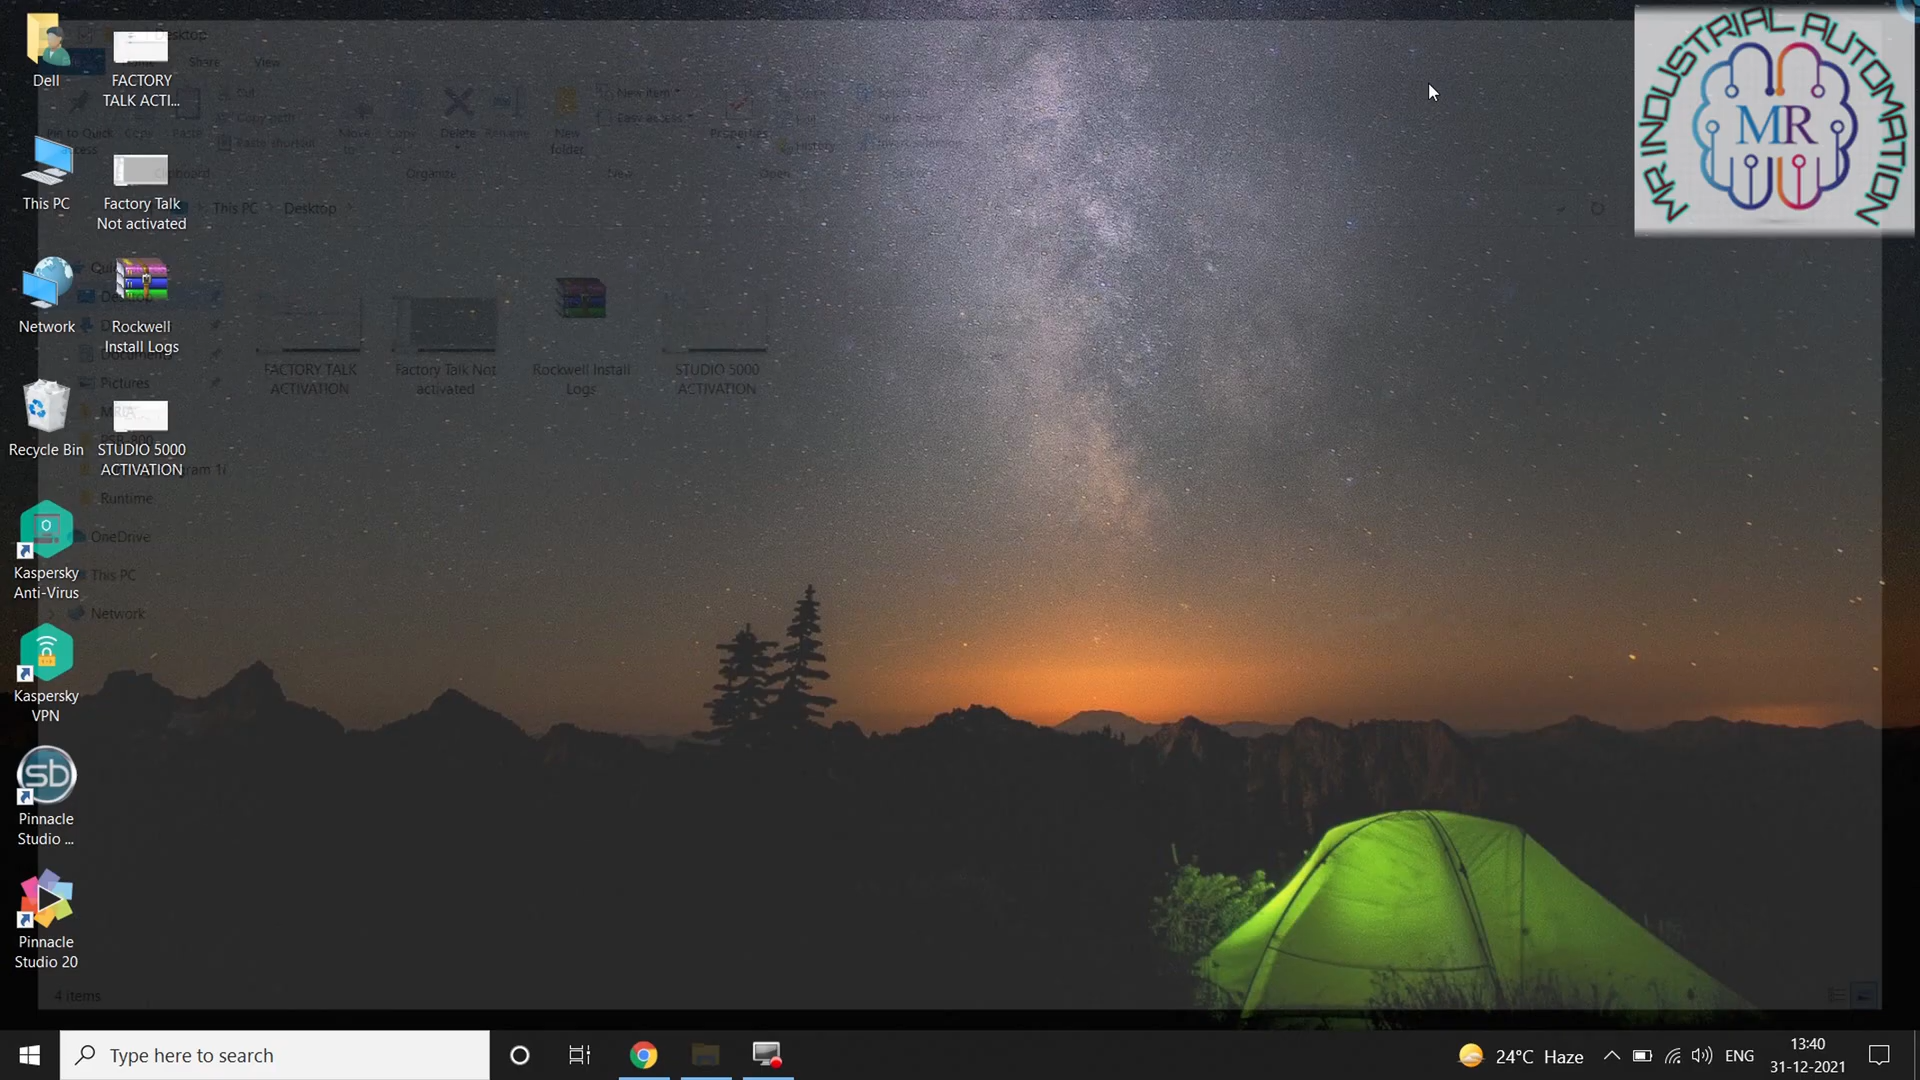 Dell
FACTORY
TALK ACTI...
This PC
Factory Talk
Not activated
Network
Rockwell
Install Logs
Recycle Bin
STUDIO 5000
ACTIVATION
Kaspersky
Anti-Virus
Kaspersky
VPN
Pinnacle
Studio ...
Pinnacle
Studio 20
Desktop
Share
View
Cut
Copy path
Paste shortcut
Copy
Paste
Clipboard
Move
to
Copy
Delete
Rename
Organize
New
folder
New item
Easy access
New
Properties
History
Open
This PC
Desktop
Documents
Pictures
MRIA
Runtime
OneDrive
This PC
Network
FACTORY TALK
ACTIVATION
Factory Talk Not
activated
Rockwell Install
Logs
STUDIO 5000
ACTIVATION
4 items
MR INDUSTRIAL AUTOMATION
MR
Type here to search
24°C Haze
ENG
13:40
31-12-2021